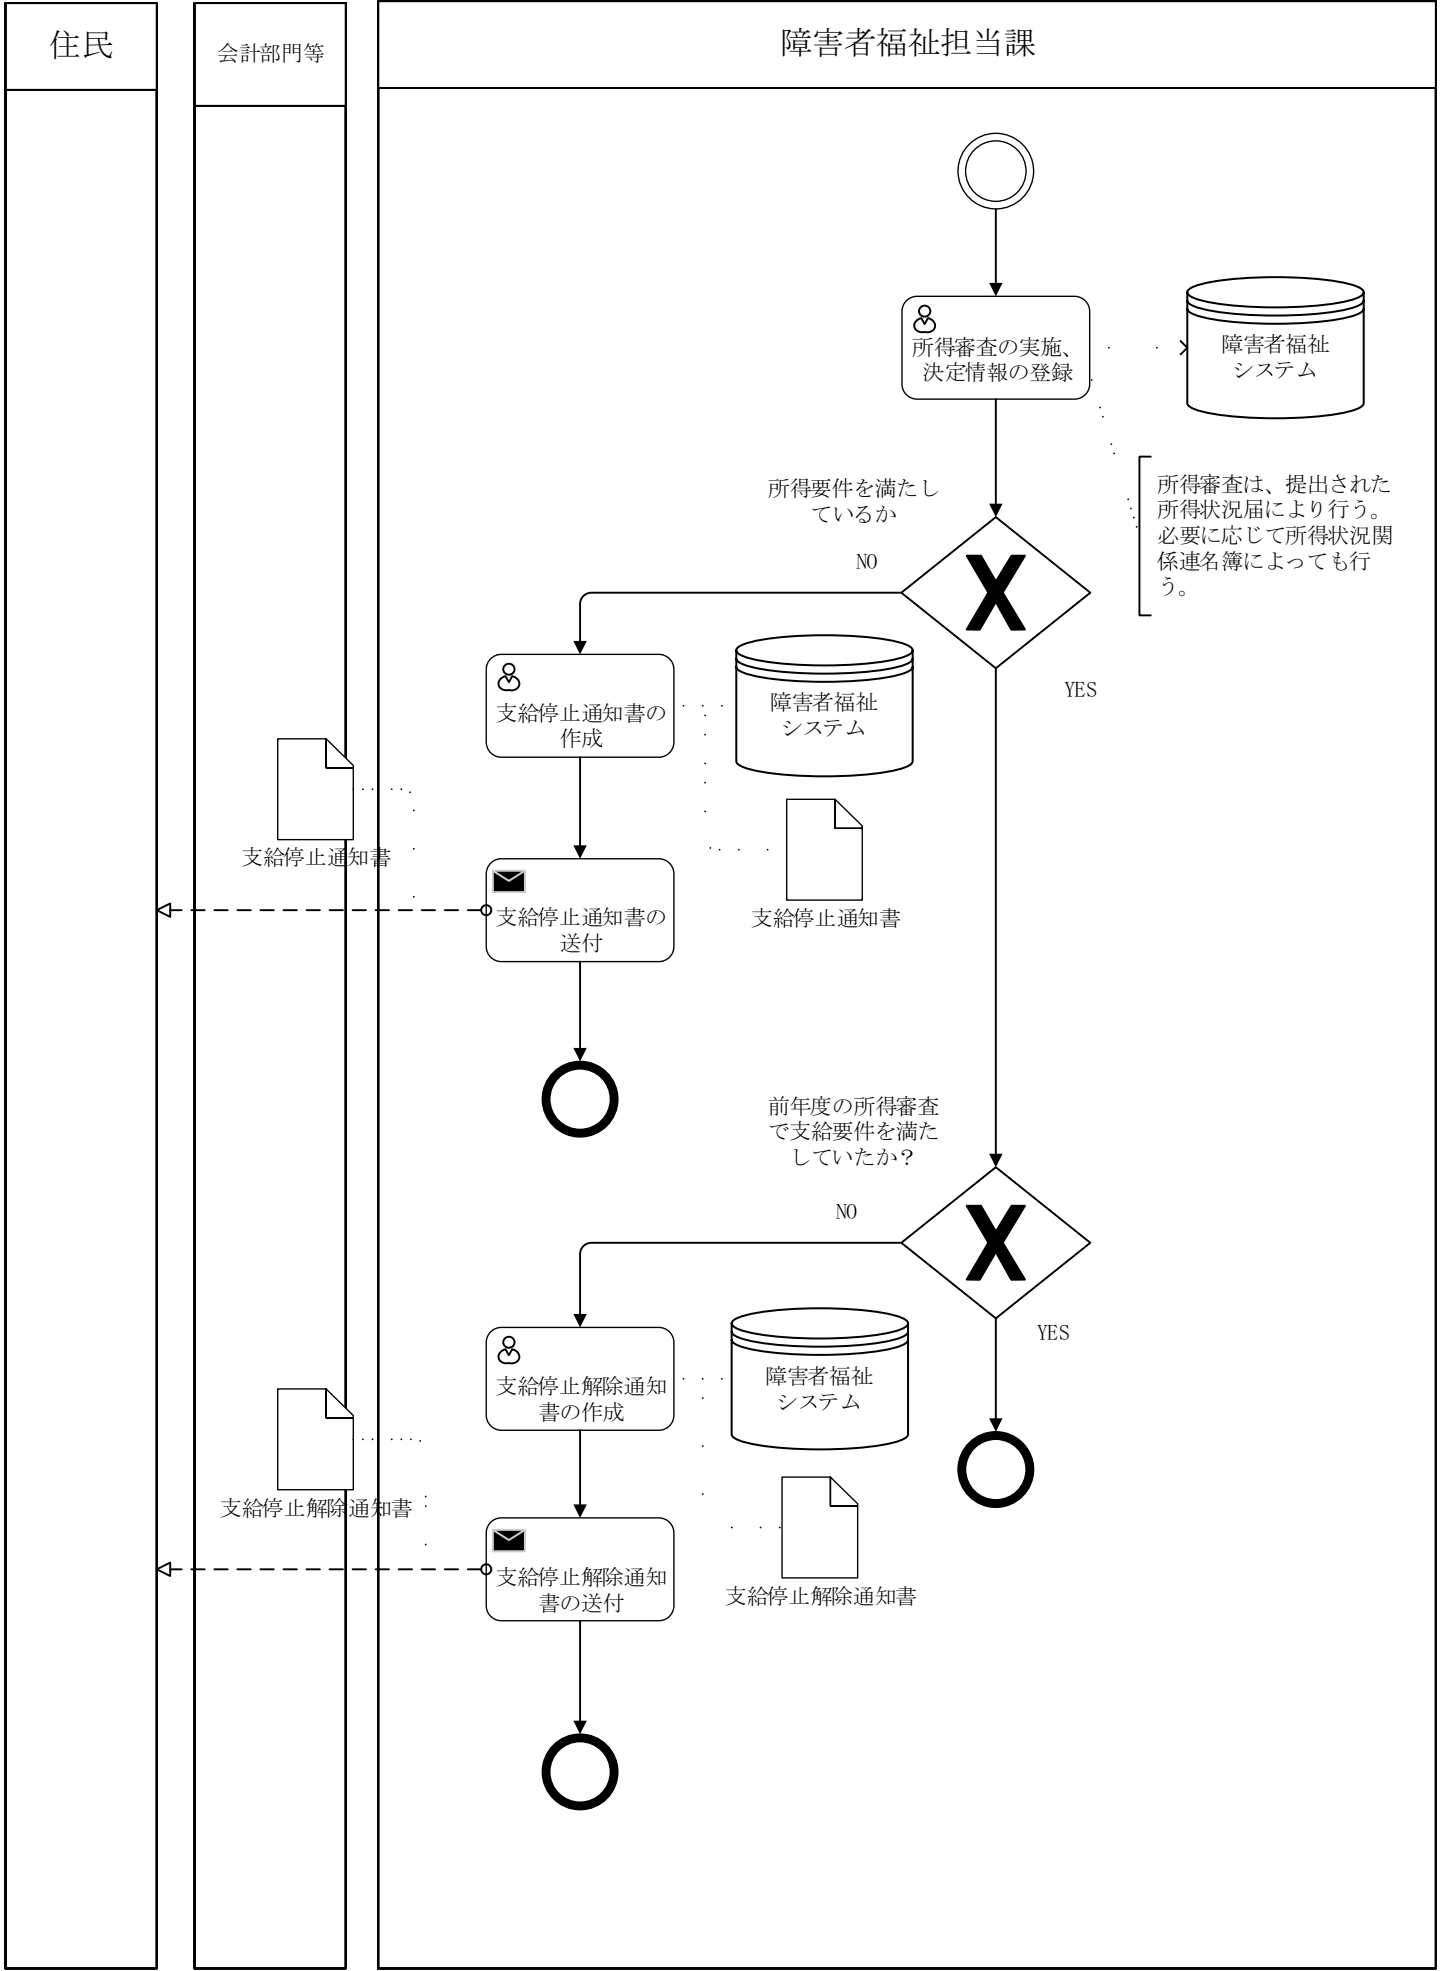 住民
会計部門等
障害者福祉担当課
所得審査の実施、
決定情報の登録
障害者福祉
システム
所得審査は、提出された
所得状況届により行う。
必要に応じて所得状況関
係連名簿によっても行
う。
所得要件を満たし
ているか
NO
X
YES
支給停止通知書の
作成
障害者福祉
システム
支給停止通知書
支給停止通知書
支給停止通知書の
送付
前年度の所得審査
で支給要件を満た
していたか？
NO
X
YES
支給停止解除通知
書の作成
障害者福祉
システム
支給停止解除通知書
支給停止解除通知書
支給停止解除通知
書の送付